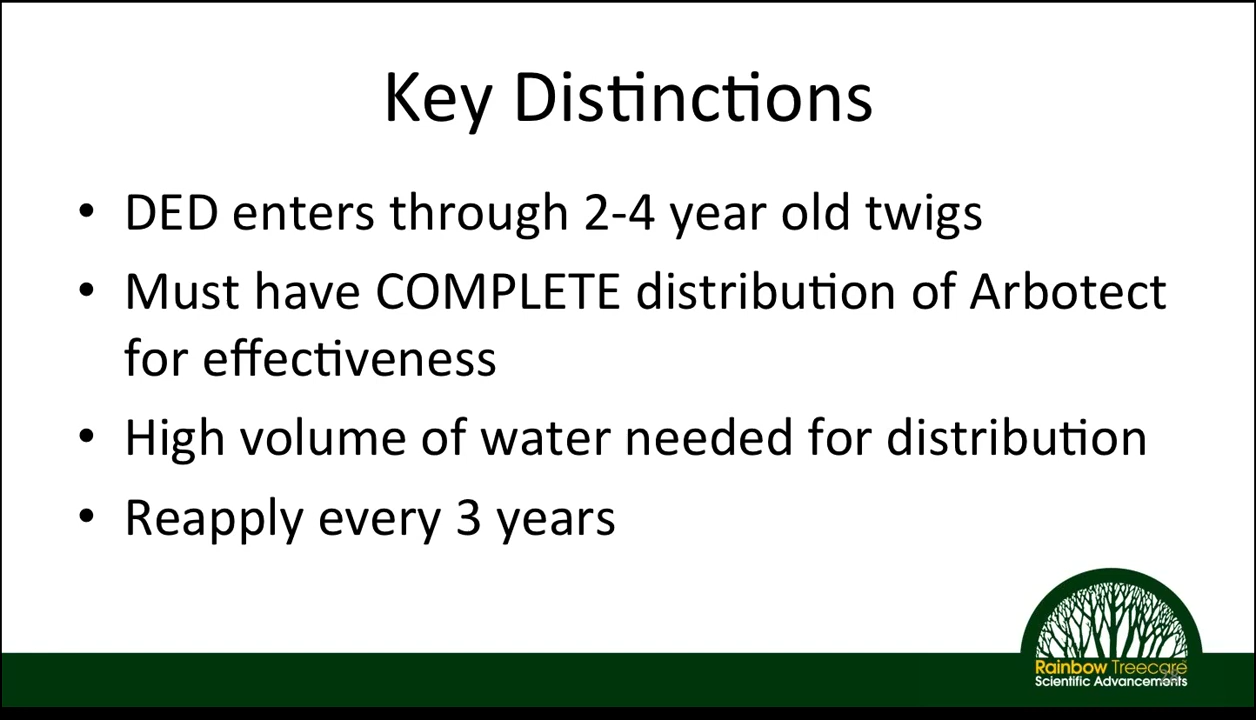 Key Distinctions
• DED enters through 2-4 year old twigs
• Must have COMPLETE distribution of Arbotect
for effectiveness
• High volume of water needed for distribution
• Reapply every 3 years
Rainbow Treecare
Scientific Advancements